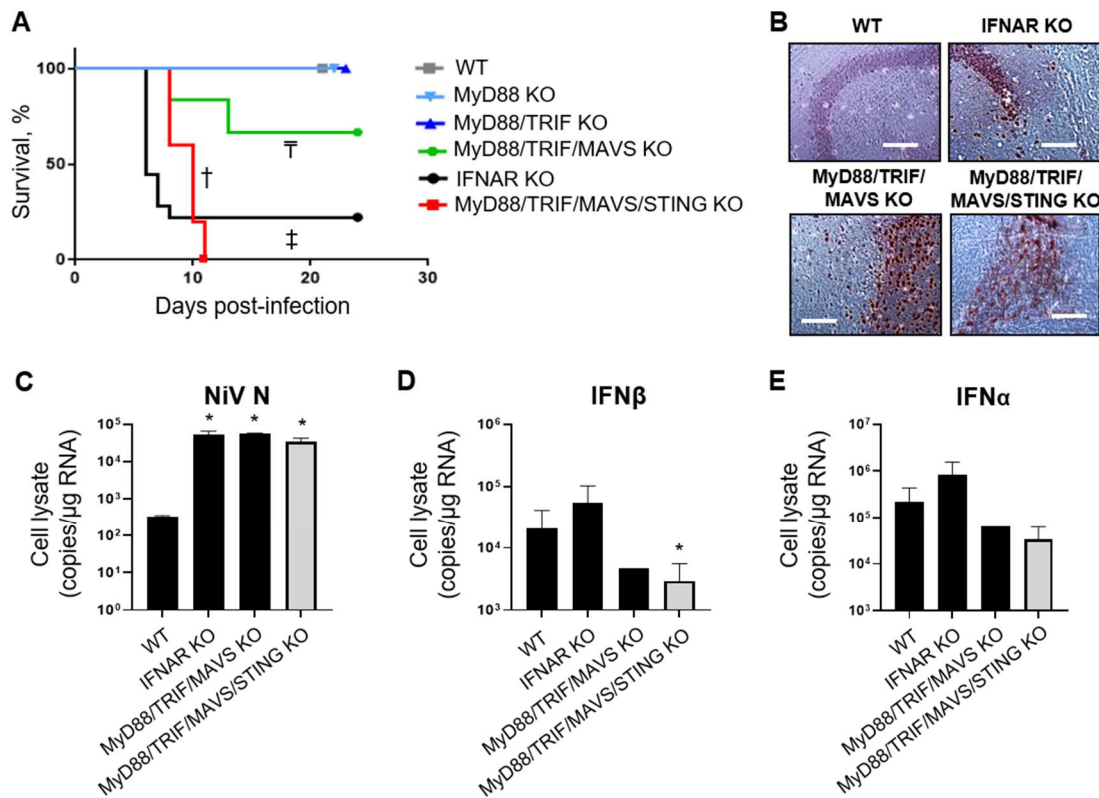 A
Survival, %
100
50
0
0
10
20
30
Days post-infection
†
‡
WT
MyD88 KO
MyD88/TRIF KO
MyD88/TRIF/MAVS KO
IFNAR KO
MyD88/TRIF/MAVS/STING KO
B
WT
IFNAR KO
MyD88/TRIF/
MAVS KO
MyD88/TRIF/
MAVS/STING KO
C
NiV N
Cell lysate
(copies/µg RNA)
10⁵
10⁴
10³
10²
10¹
10⁰
* * *
WT
IFNAR KO
MyD88/TRIF/MAVS KO
MyD88/TRIF/MAVS/STING KO
D
IFNβ
Cell lysate
(copies/µg RNA)
10⁶
10⁵
10⁴
10³
*
WT
IFNAR KO
MyD88/TRIF/MAVS KO
MyD88/TRIF/MAVS/STING KO
E
IFNα
Cell lysate
(copies/µg RNA)
10⁷
10⁶
10⁵
10⁴
10³
WT
IFNAR KO
MyD88/TRIF/MAVS KO
MyD88/TRIF/MAVS/STING KO